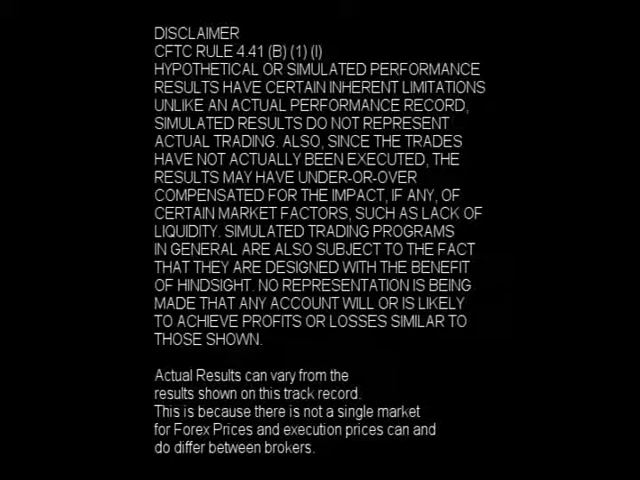 DISCLAIMER
CFTC RULE 4.41 (B) (1) (I)
HYPOTHETICAL OR SIMULATED PERFORMANCE
RESULTS HAVE CERTAIN INHERENT LIMITATIONS
UNLIKE AN ACTUAL PERFORMANCE RECORD,
SIMULATED RESULTS DO NOT REPRESENT
ACTUAL TRADING. ALSO, SINCE THE TRADES
HAVE NOT ACTUALLY BEEN EXECUTED, THE
RESULTS MAY HAVE UNDER-OR-OVER
COMPENSATED FOR THE IMPACT, IF ANY, OF
CERTAIN MARKET FACTORS, SUCH AS LACK OF
LIQUIDITY. SIMULATED TRADING PROGRAMS
IN GENERAL ARE ALSO SUBJECT TO THE FACT
THAT THEY ARE DESIGNED WITH THE BENEFIT
OF HINDSIGHT. NO REPRESENTATION IS BEING
MADE THAT ANY ACCOUNT WILL OR IS LIKELY
TO ACHIEVE PROFITS OR LOSSES SIMILAR TO
THOSE SHOWN.
Actual Results can vary from the
results shown on this track record.
This is because there is not a single market
for Forex Prices and execution prices can and
do differ between brokers.